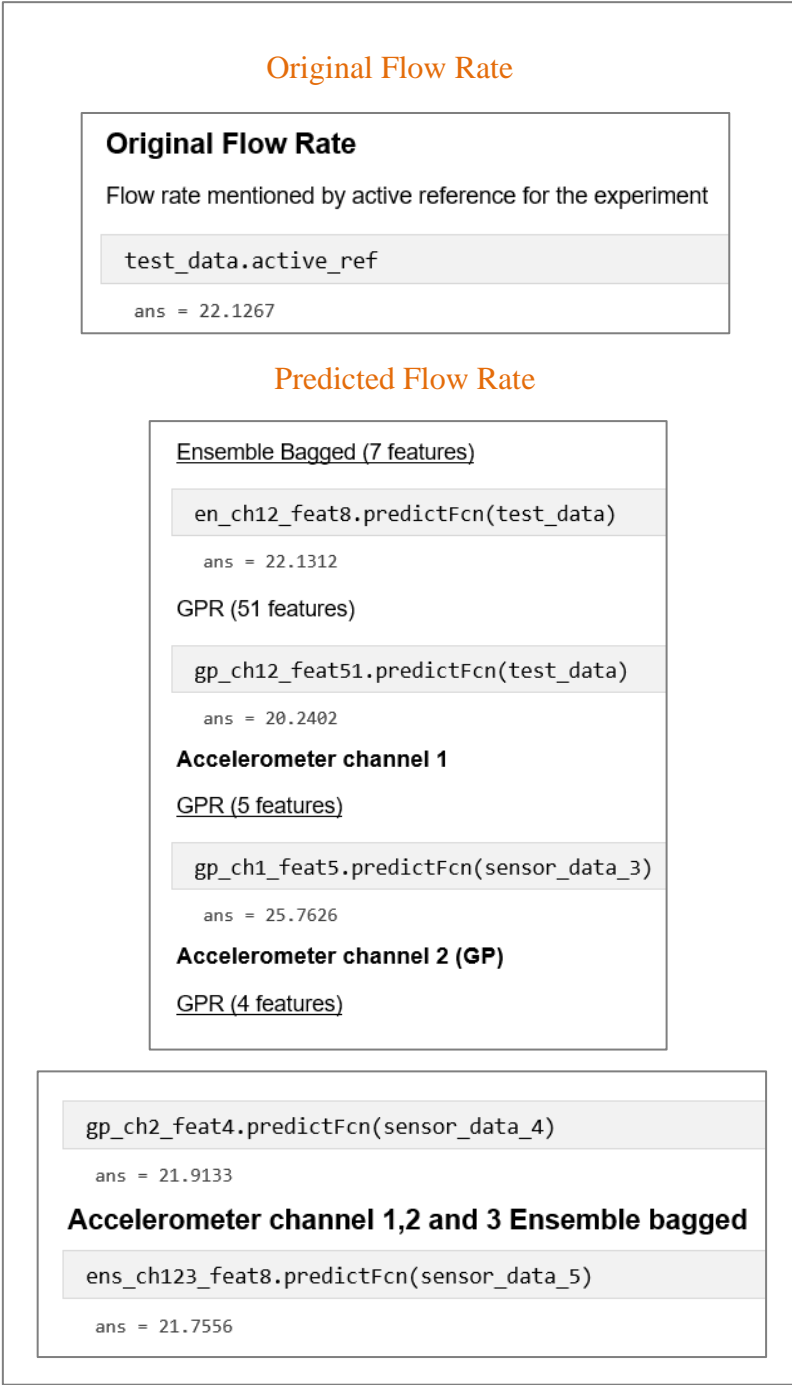 Original Flow Rate
Original Flow Rate
Flow rate mentioned by active reference for the experiment
test_data.active_ref
ans = 22.1267
Predicted Flow Rate
Ensemble Bagged (7 features)
en_ch12_feat8.predictFcn(test_data)
ans = 22.1312
GPR (51 features)
gp_ch12_feat51.predictFcn(test_data)
ans = 20.2402
Accelerometer channel 1
GPR (5 features)
gp_ch1_feat5.predictFcn(sensor_data_3)
ans = 25.7626
Accelerometer channel 2 (GP)
GPR (4 features)
gp_ch2_feat4.predictFcn(sensor_data_4)
ans = 21.9133
Accelerometer channel 1,2 and 3 Ensemble bagged
ens_ch123_feat8.predictFcn(sensor_data_5)
ans = 21.7556